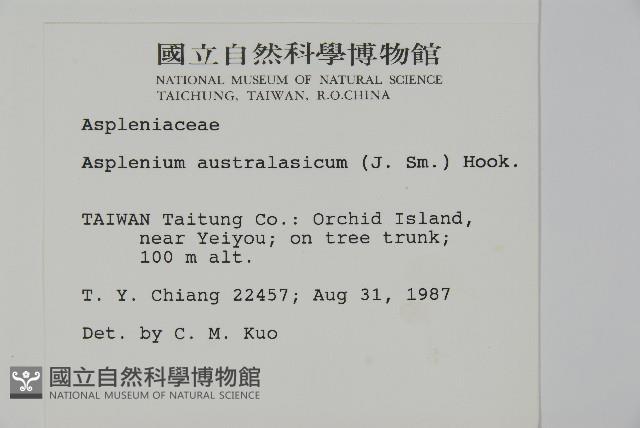 國立自然科學博物館
NATIONAL MUSEUM OF NATURAL SCIENCE
TAICHUNG, TAIWAN, R.O.CHINA
Aspleniaceae
Asplenium australasicum (J. Sm.) Hook.
TAIWAN Taitung Co.: Orchid Island,
near Yeiyou; on tree trunk;
100 m alt.
T. Y. Chiang 22457; Aug 31, 1987
Det. by C. M. Kuo
國立自然科學博物館
NATIONAL MUSEUM OF NATURAL SCIENCE